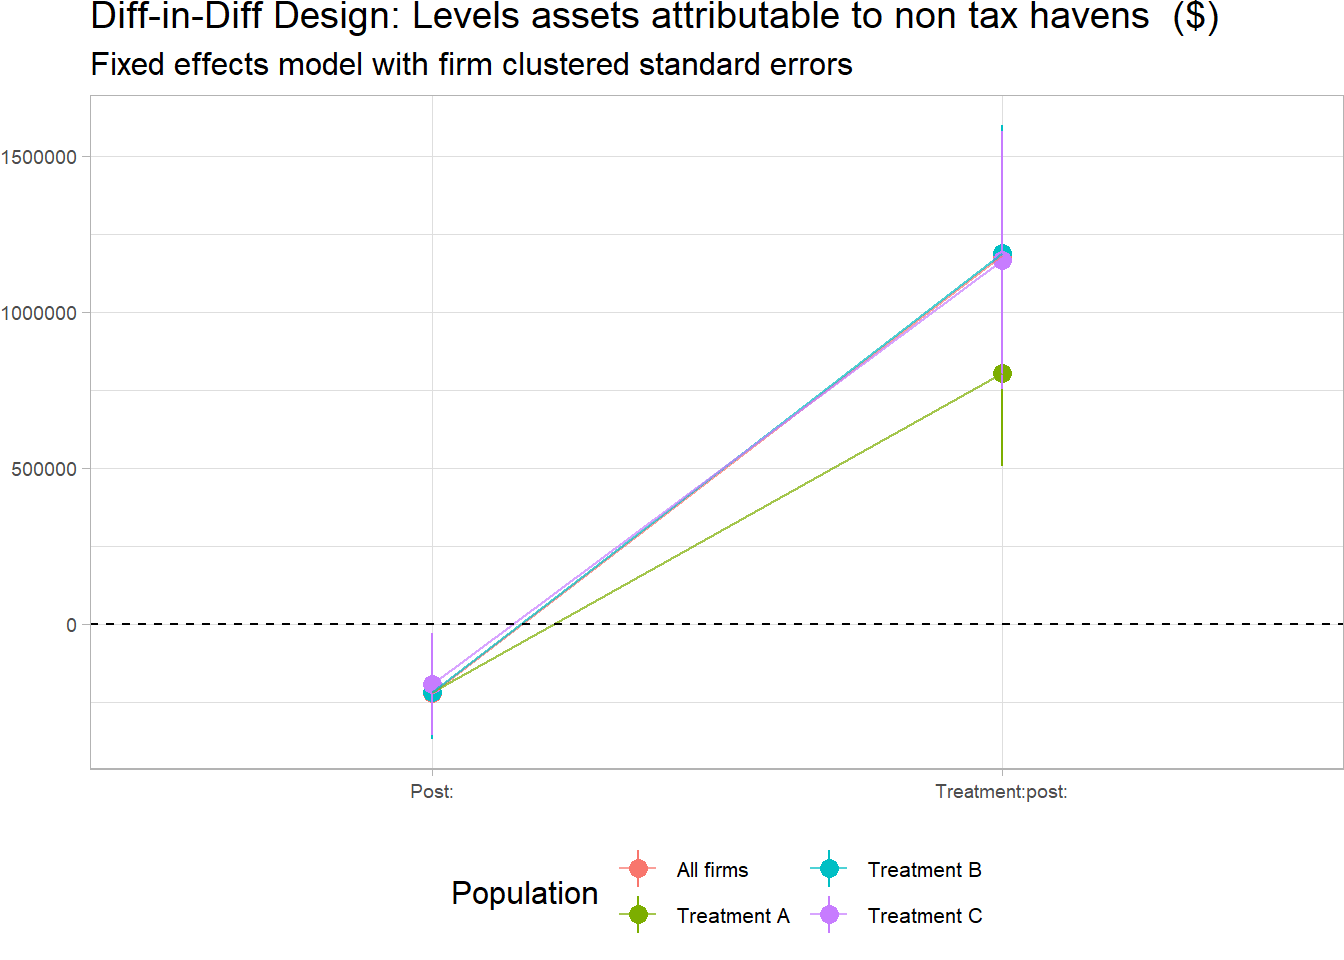 Diff-in-Diff Design: Levels assets attributable to non tax havens  ($)
Fixed effects model with firm clustered standard errors
1500000
1000000
500000
0
Post:
Treatment:post:
Population
All firms
Treatment B
Treatment A
Treatment C